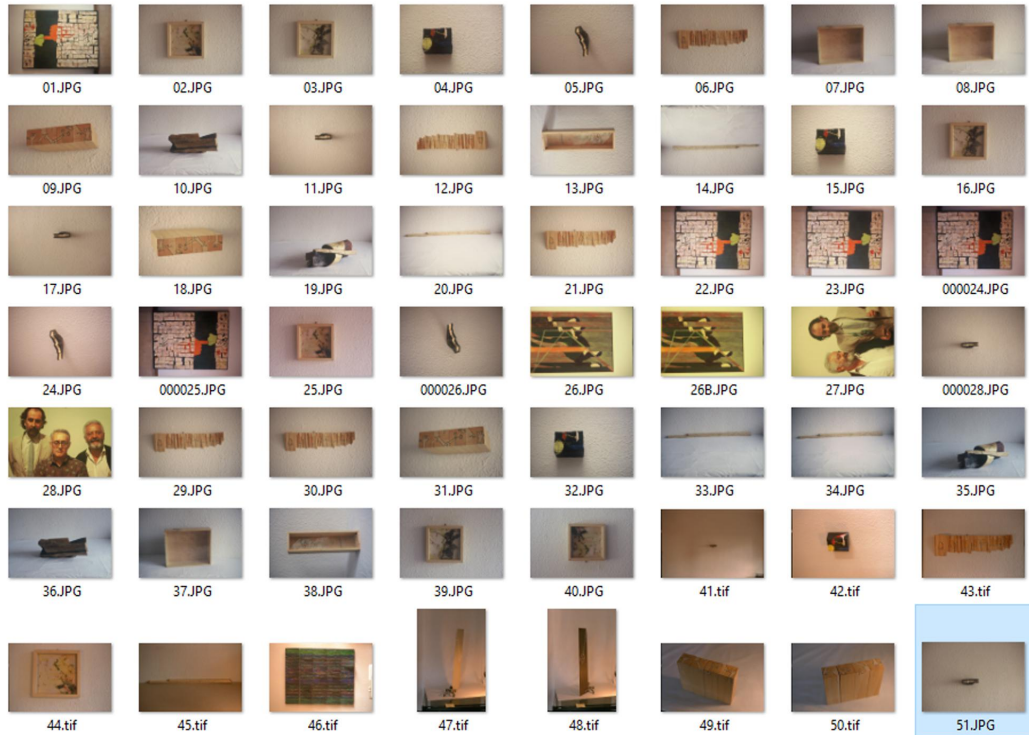 01.JPG 02.JPG 03.JPG 04.JPG 05.JPG 06.JPG 07.JPG 08.JPG
09.JPG 10.JPG 11.JPG 12.JPG 13.JPG 14.JPG 15.JPG 16.JPG
17.JPG 18.JPG 19.JPG 20.JPG 21.JPG 22.JPG 23.JPG 000024.JPG
24.JPG 000025.JPG 25.JPG 000026.JPG 26.JPG 26B.JPG 27.JPG 000028.JPG
28.JPG 29.JPG 30.JPG 31.JPG 32.JPG 33.JPG 34.JPG 35.JPG
36.JPG 37.JPG 38.JPG 39.JPG 40.JPG 41.tif 42.tif 43.tif
44.tif 45.tif 46.tif 47.tif 48.tif 49.tif 50.tif 51.JPG